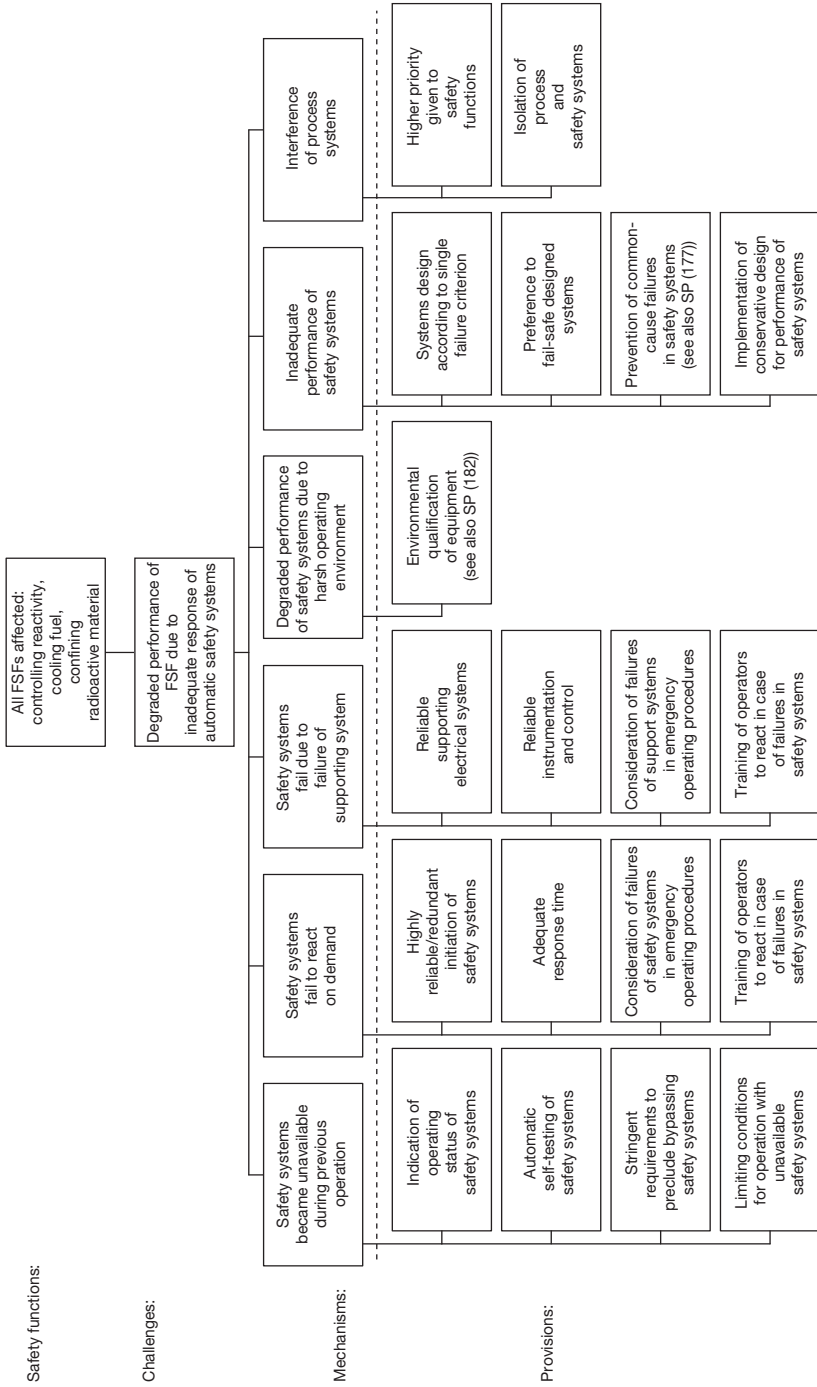 Safety functions:
All FSFs affected:
controlling reactivity,
cooling fuel,
confining
radioactive material
Challenges:
Degraded performance of
FSF due to
inadequate response of
automatic safety systems
Mechanisms:
Safety systems
became unavailable
during previous
operation
Safety systems
fail to react
on demand
Safety systems
fail due to
failure of
supporting system
Degraded performance
of safety systems due to
harsh operating
environment
Inadequate
performance of
safety systems
Interference
of process
systems
Provisions:
Indication of
operating
status of
safety systems
Automatic
self-testing of
safety systems
Stringent
requirements to
preclude bypassing
safety systems
Limiting conditions
for operation with
unavailable
safety systems
Highly
reliable/redundant
initiation of
safety systems
Adequate
response time
Consideration of failures
of safety systems
in emergency
operating procedures
Training of operators
to react in case
of failures in
safety systems
Reliable
supporting
electrical systems
Reliable
instrumentation
and control
Consideration of failures
of support systems
in emergency
operating procedures
Training of operators
to react in case
of failures in
safety systems
Environmental
qualification
of equipment
(see also SP (182))
Systems design
according to single
failure criterion
Preference to
fail-safe designed
systems
Prevention of common-
cause failures
in safety systems
(see also SP (177))
Implementation of
conservative design
for performance of
safety systems
Higher priority
given to
safety
functions
Isolation of
process
and
safety systems